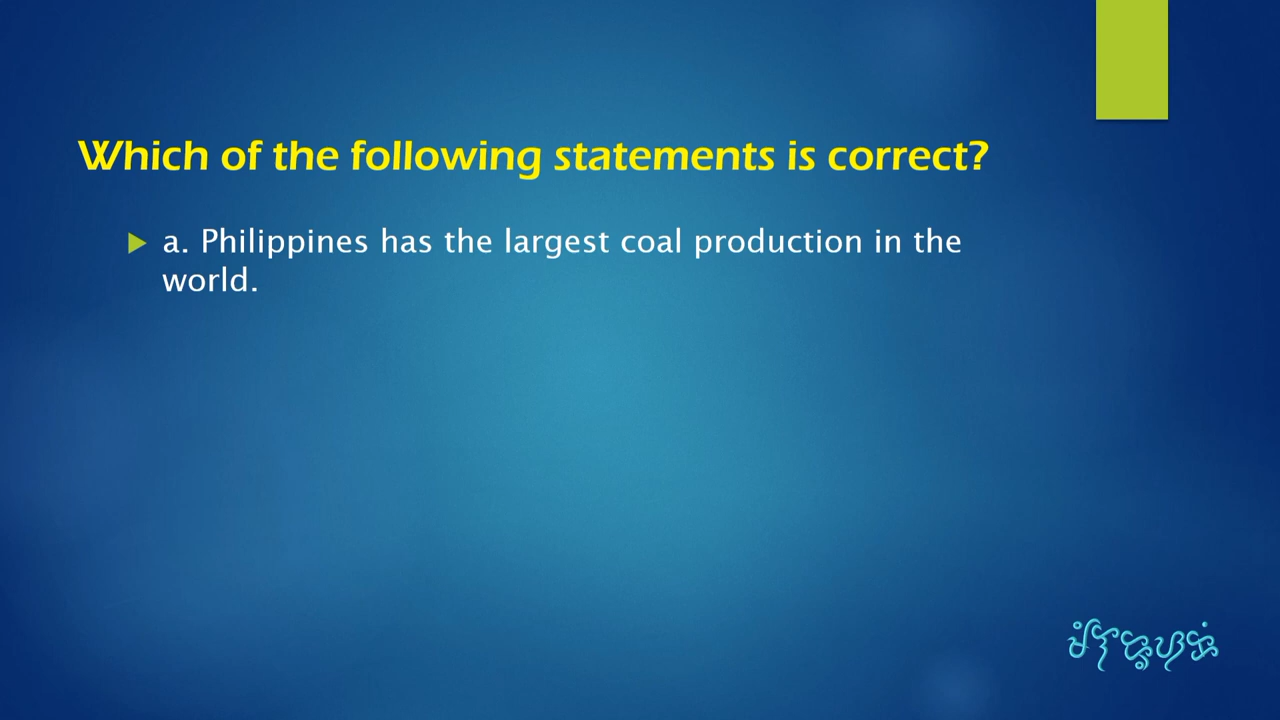 Which of the following statements is correct?
a. Philippines has the largest coal production in the
world.